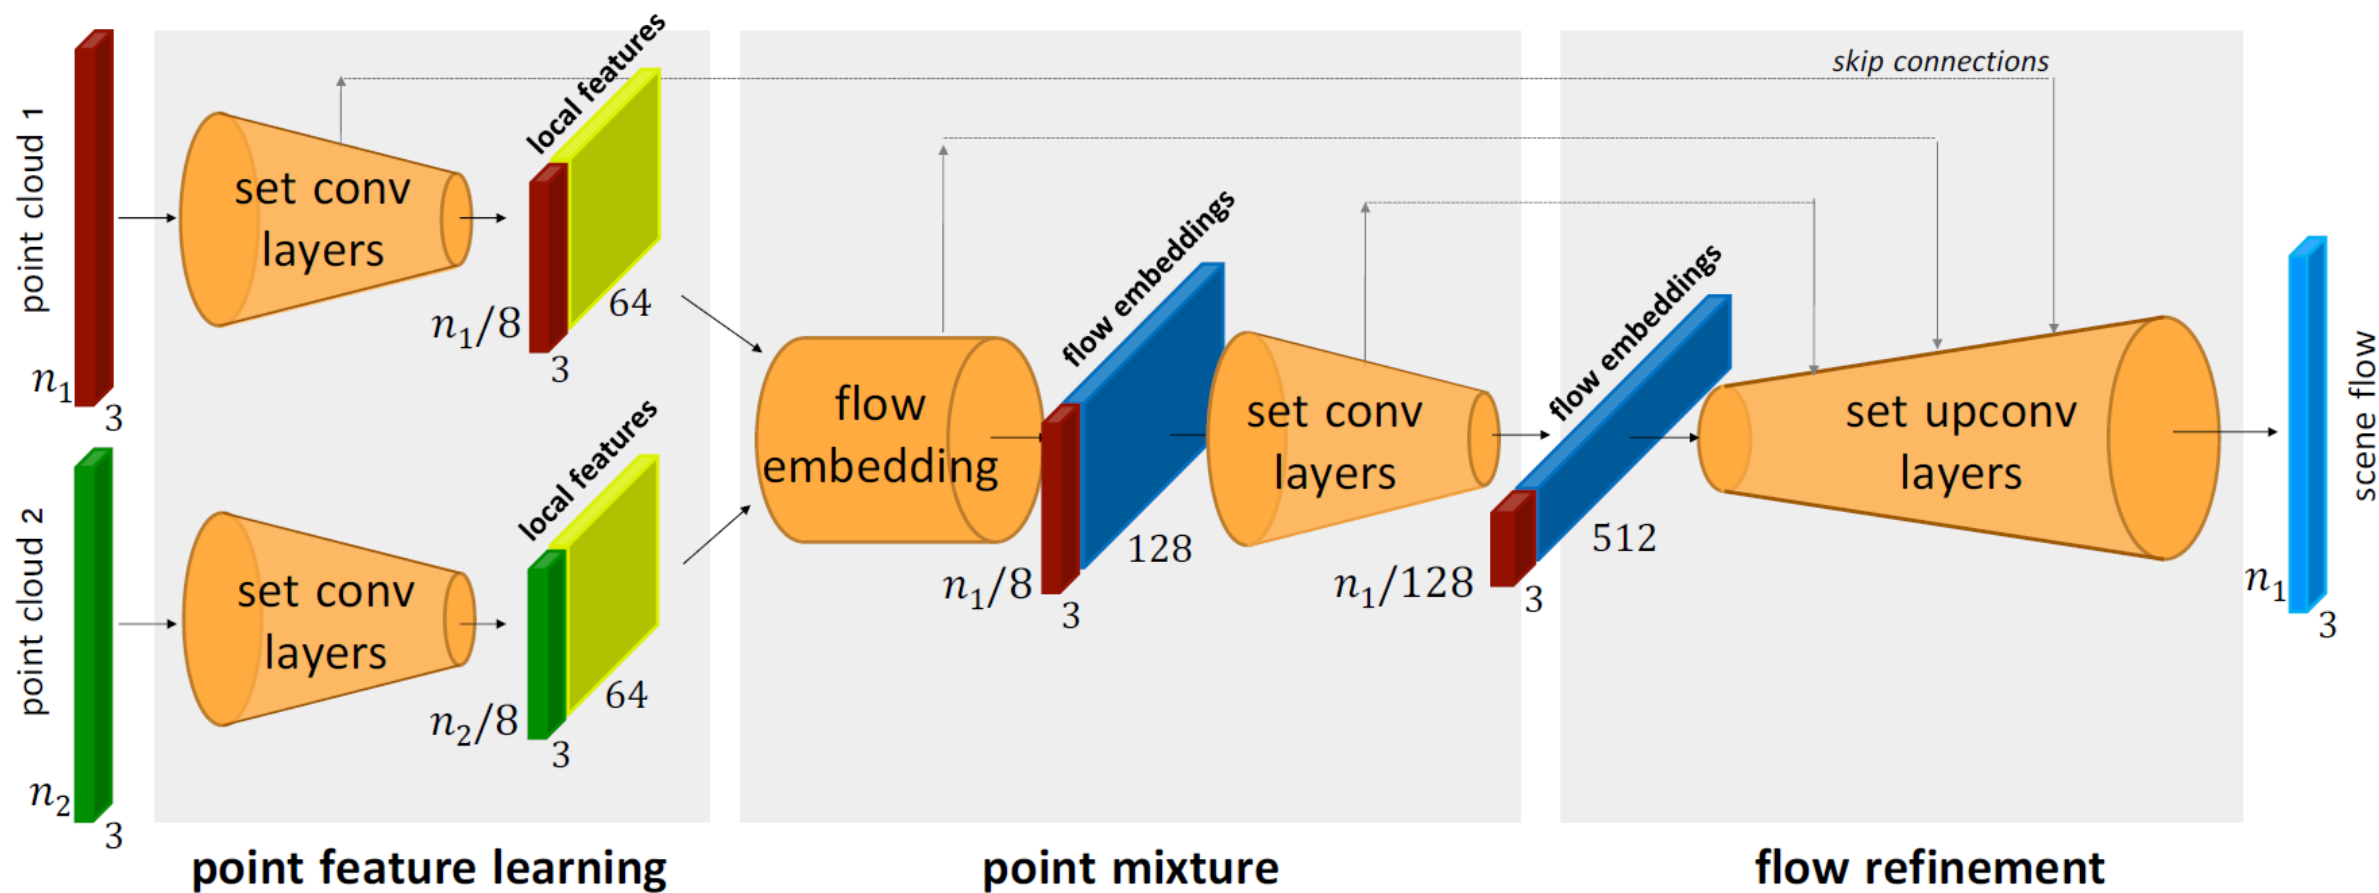 point cloud 1
n₁
3
set conv
layers
local features
n₁/8
3
64
point cloud 2
n₂
3
set conv
layers
local features
n₂/8
3
64
point feature learning
flow
embedding
flow embeddings
n₁/8
3
128
set conv
layers
point mixture
skip connections
flow embeddings
n₁/128
3
512
set upconv
layers
flow refinement
n₁
3
scene flow